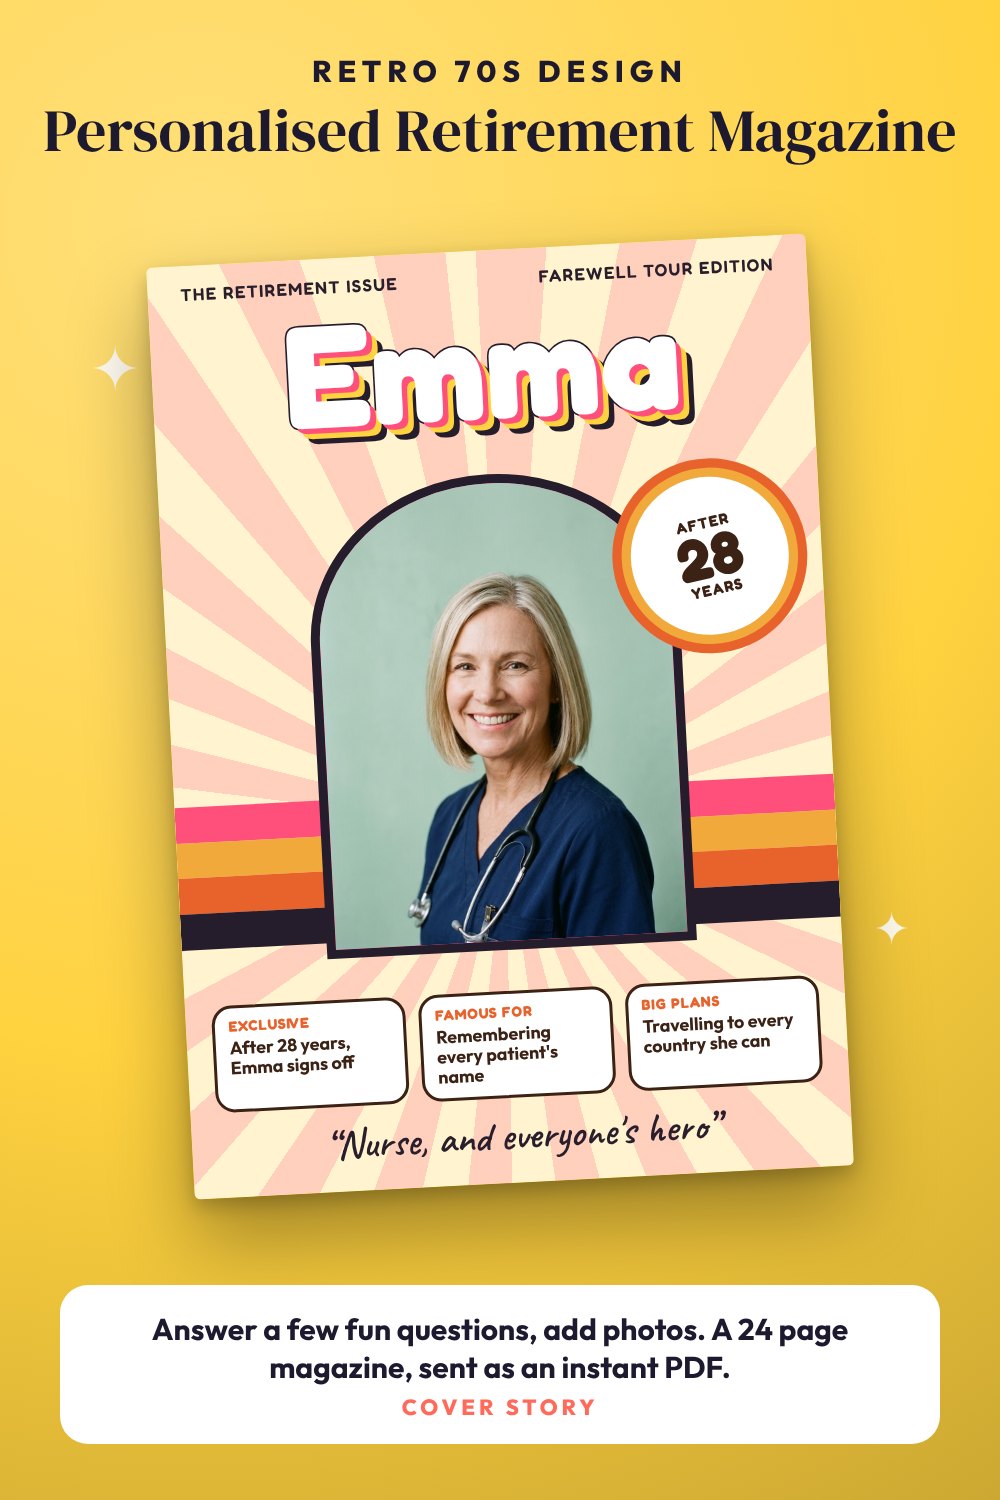 RETRO 70S DESIGN
Personalised Retirement Magazine
THE RETIREMENT ISSUE
FAREWELL TOUR EDITION
Emma
AFTER
28
YEARS
EXCLUSIVE
After 28 years,
Emma signs off
FAMOUS FOR
Remembering
every patient's
name
BIG PLANS
Travelling to every
country she can
“Nurse, and everyone's hero”
Answer a few fun questions, add photos. A 24 page
magazine, sent as an instant PDF.
COVER STORY